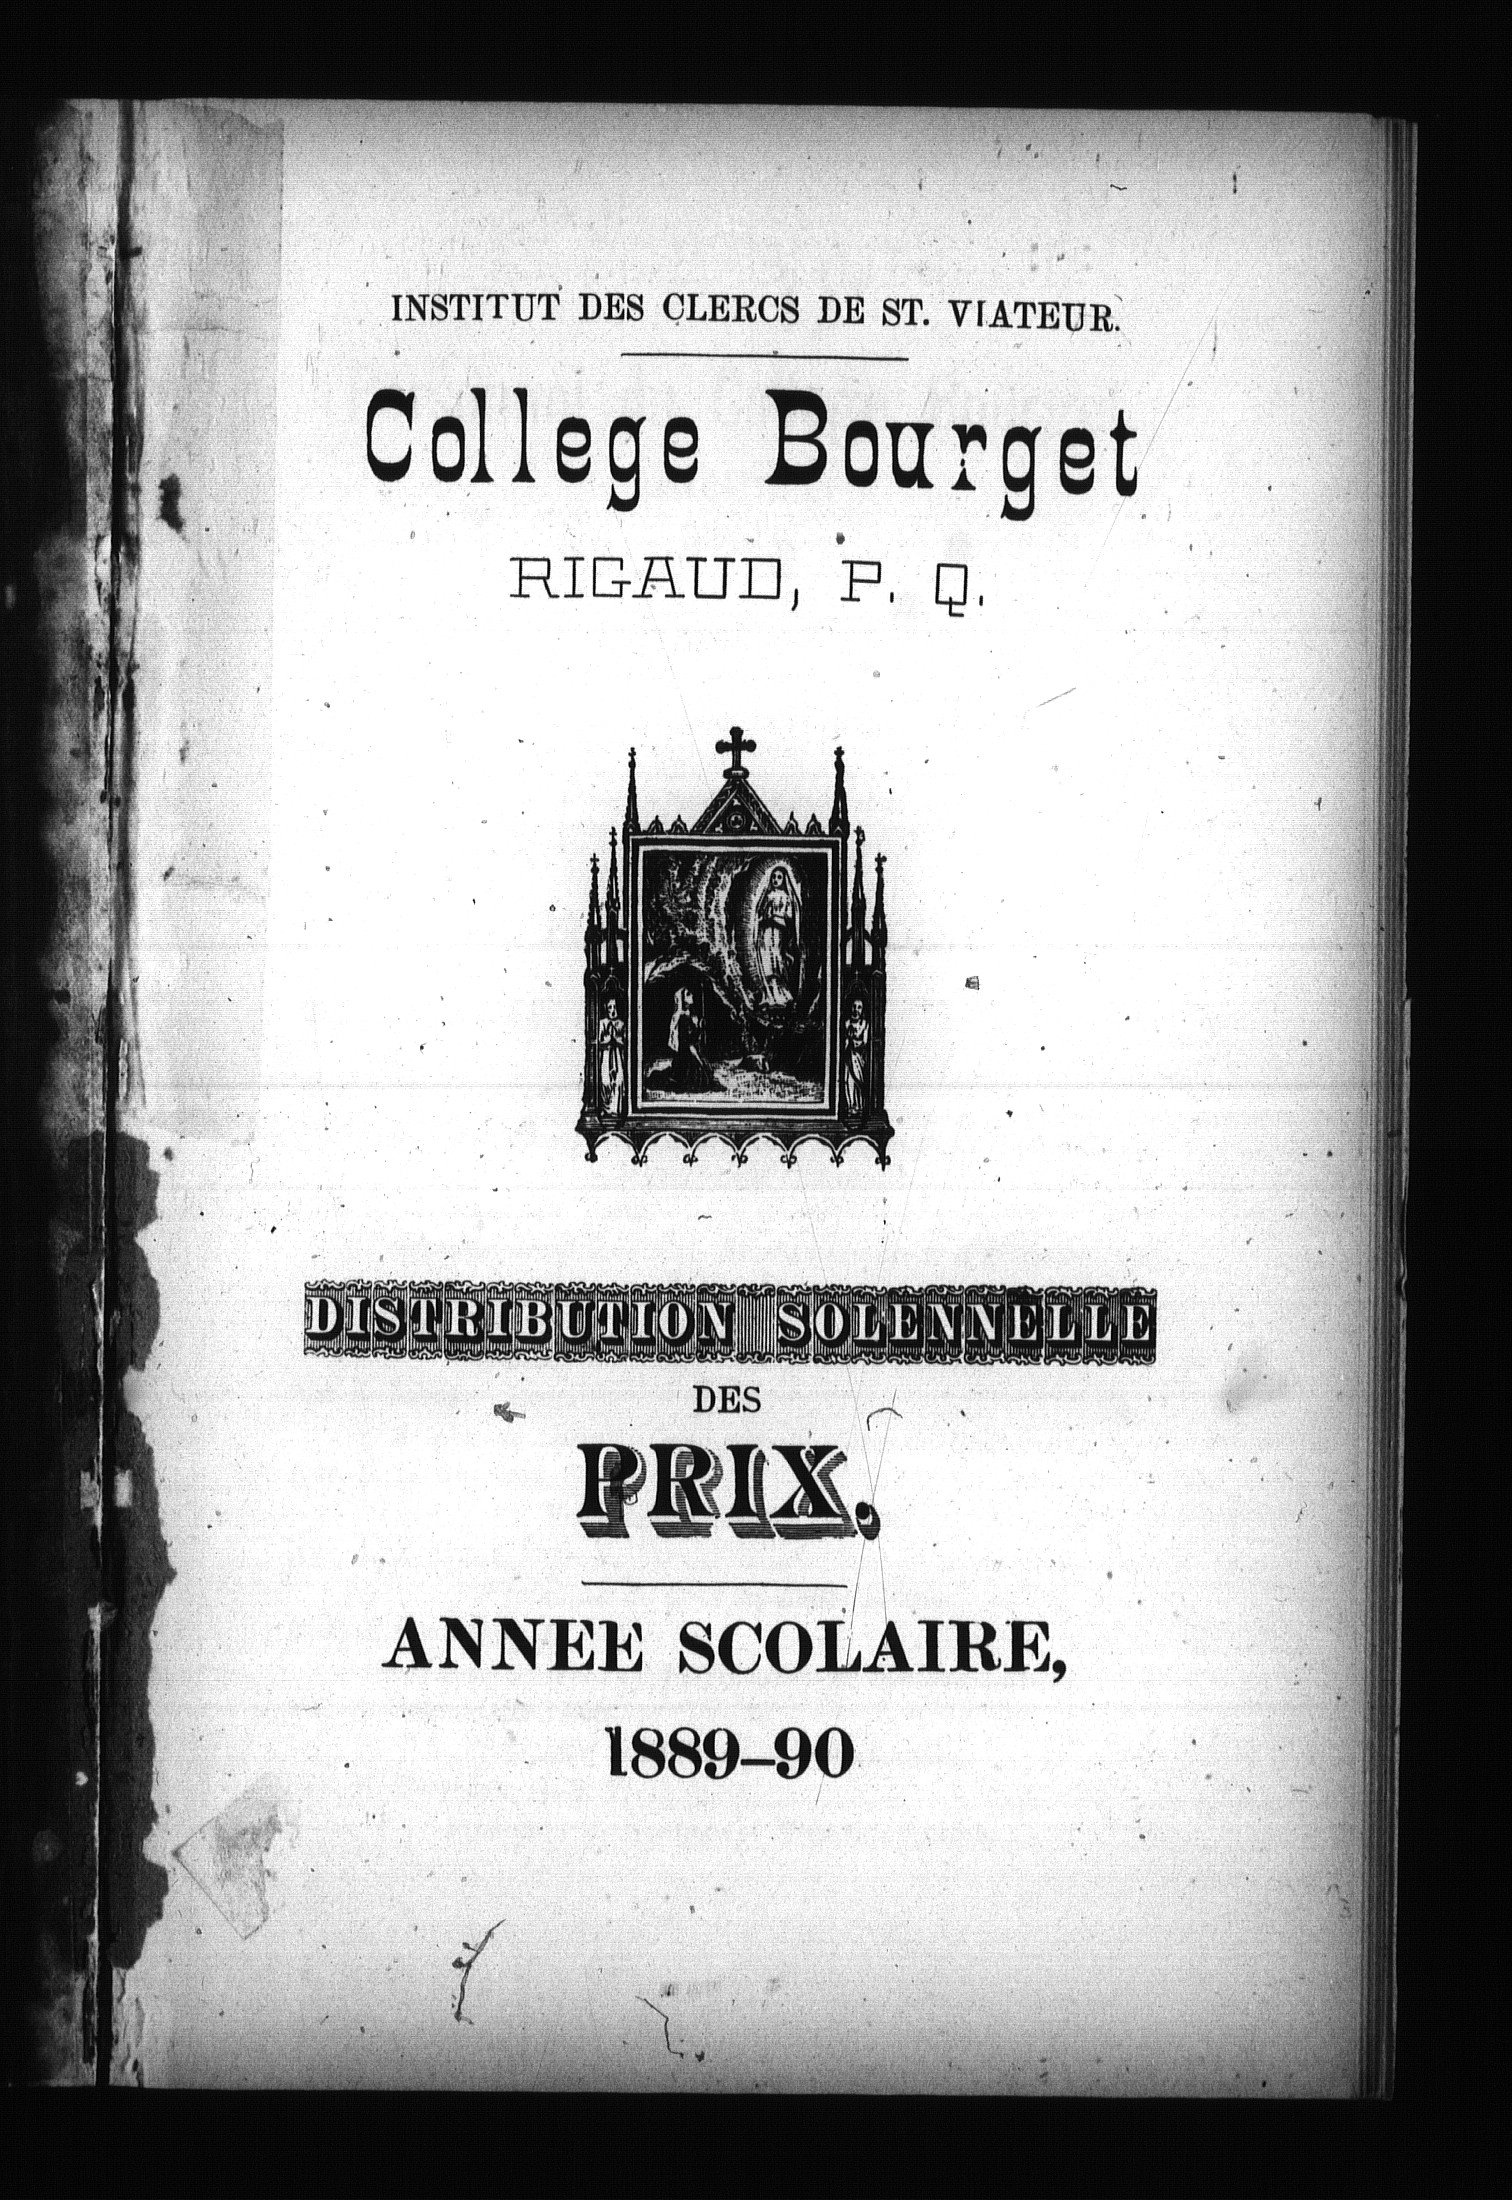 INSTITUT DES CLERCS DE ST. VIATEUR.
College Bourget
RIGAUD, P. Q.
DISTRIBUTION SOLENNELLE
DES
PRIX.
ANNEE SCOLAIRE,
1889–90